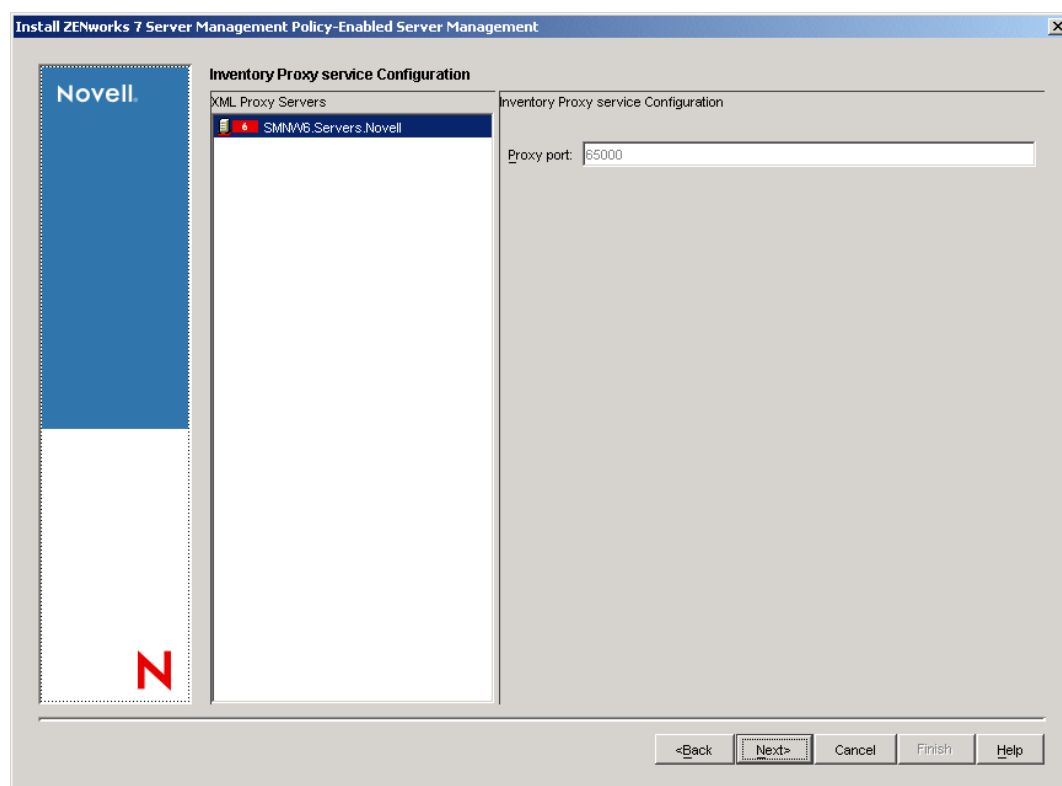 Install ZENworks 7 Server Management Policy-Enabled Server Management
Novell.
Inventory Proxy service Configuration
XML Proxy Servers
Inventory Proxy service Configuration
6 SMNW6.Servers.Novell
Proxy port: 65000
N
<Back
Next>
Cancel
Finish
Help